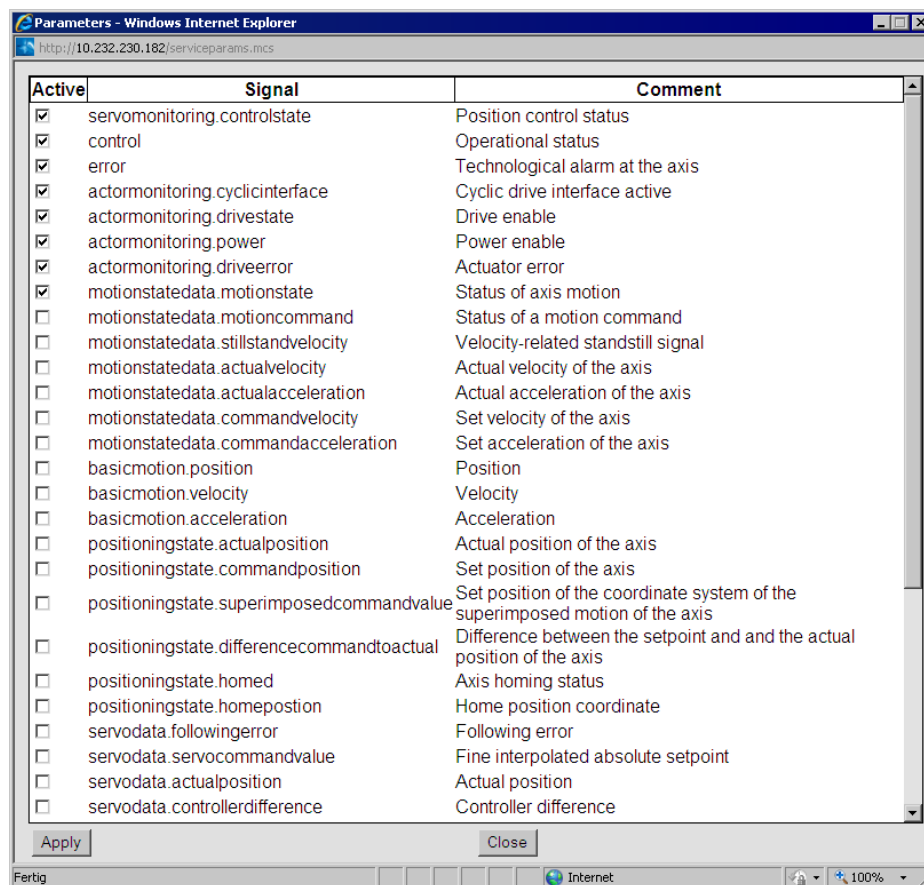 Parameters - Windows Internet Explorer
http://10.232.230.182/serviceparams.mcs
Active Signal Comment
servomonitoring.controlstate Position control status
control Operational status
error Technological alarm at the axis
actormonitoring.cyclicinterface Cyclic drive interface active
actormonitoring.drivestate Drive enable
actormonitoring.power Power enable
actormonitoring.driveerror Actuator error
motionstatedata.motionstate Status of axis motion
motionstatedata.motioncommand Status of a motion command
motionstatedata.stillstandvelocity Velocity-related standstill signal
motionstatedata.actualvelocity Actual velocity of the axis
motionstatedata.actualacceleration Actual acceleration of the axis
motionstatedata.commandvelocity Set velocity of the axis
motionstatedata.commandacceleration Set acceleration of the axis
basicmotion.position Position
basicmotion.velocity Velocity
basicmotion.acceleration Acceleration
positioningstate.actualposition Actual position of the axis
positioningstate.commandposition Set position of the axis
positioningstate.superimposedcommandvalue Set position of the coordinate system of the
superimposed motion of the axis
positioningstate.differencecommandtoactual Difference between the setpoint and and the actual
position of the axis
positioningstate.homed Axis homing status
positioningstate.homepostion Home position coordinate
servodata.followingerror Following error
servodata.servocommandvalue Fine interpolated absolute setpoint
servodata.actualposition Actual position
servodata.controllerdifference Controller difference
Apply Close
Fertig Internet 100%